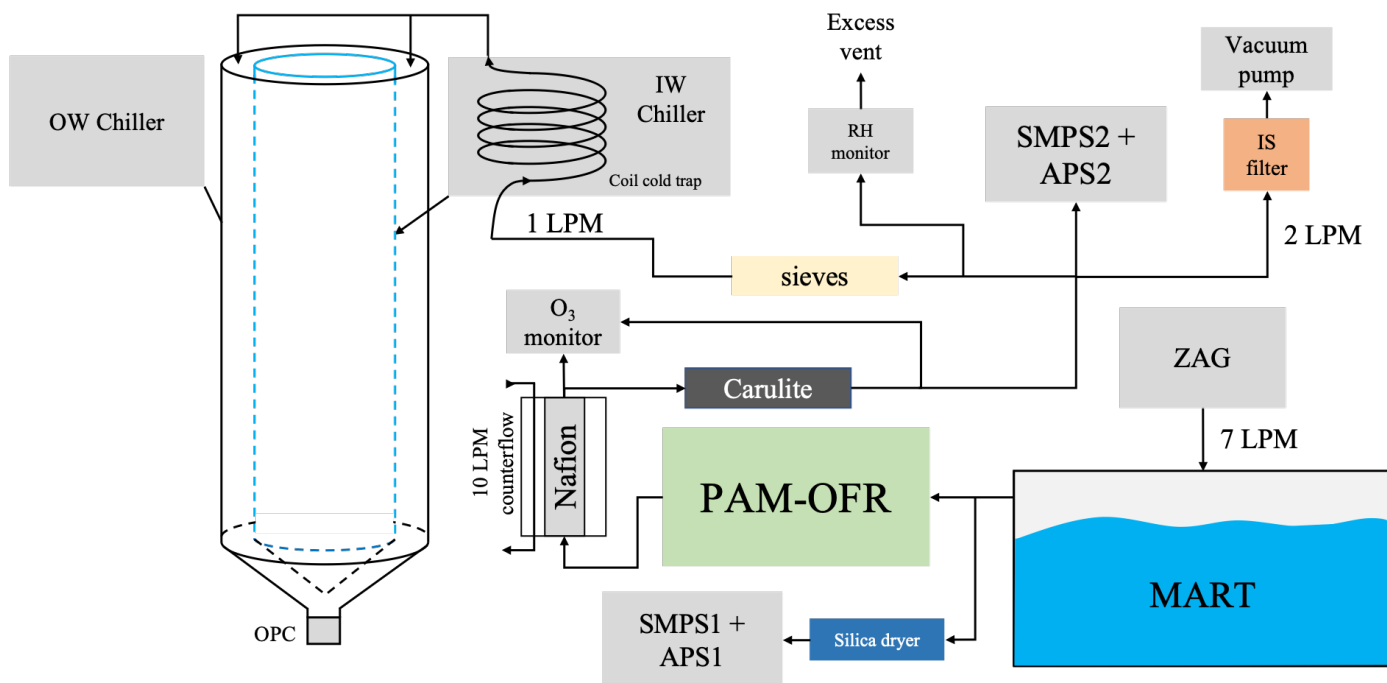 Excess
vent
Vacuum
pump
OW Chiller
IW
Chiller
Coil cold trap
RH
monitor
SMPS2 +
APS2
IS
filter
1 LPM
2 LPM
sieves
O3
monitor
ZAG
Carulite
7 LPM
10 LPM
counterflow
Nafion
PAM-OFR
MART
OPC
SMPS1 +
APS1
Silica dryer